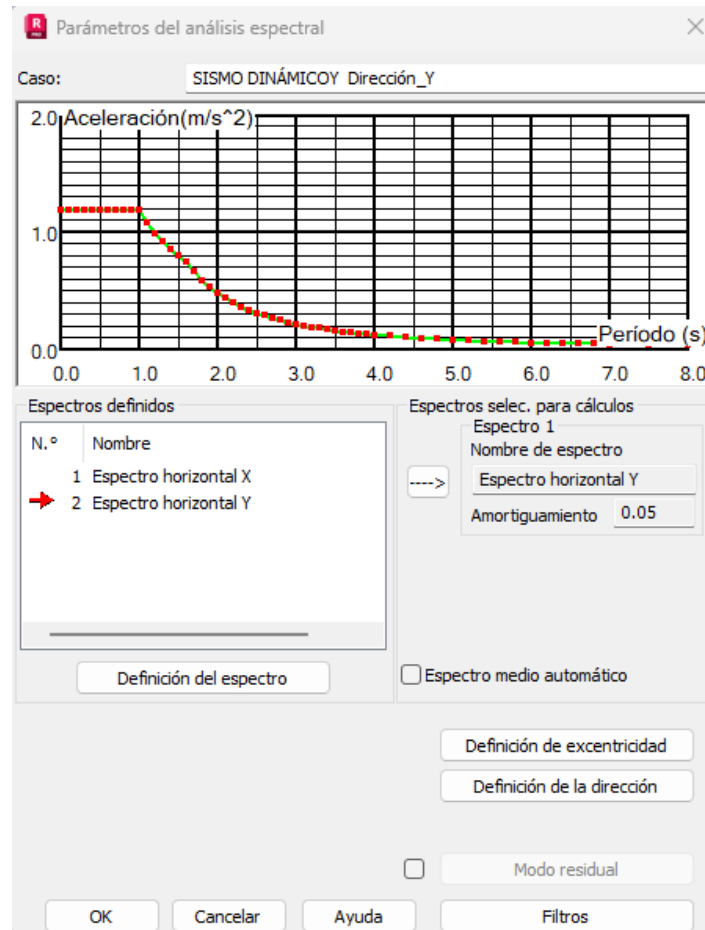 R PRO Parámetros del análisis espectral
Caso: SISMO DINÁMICOY Dirección_Y
2.0 Aceleración(m/s^2)
1.0
Período (s)
0.0
0.0 1.0 2.0 3.0 4.0 5.0 6.0 7.0 8.0
Espectros definidos
N.° Nombre
1 Espectro horizontal X
2 Espectro horizontal Y
Definición del espectro
Espectros selec. para cálculos
Espectro 1
Nombre de espectro
---->
Espectro horizontal Y
Amortiguamiento 0.05
Espectro medio automático
Definición de excentricidad
Definición de la dirección
Modo residual
OK Cancelar Ayuda Filtros